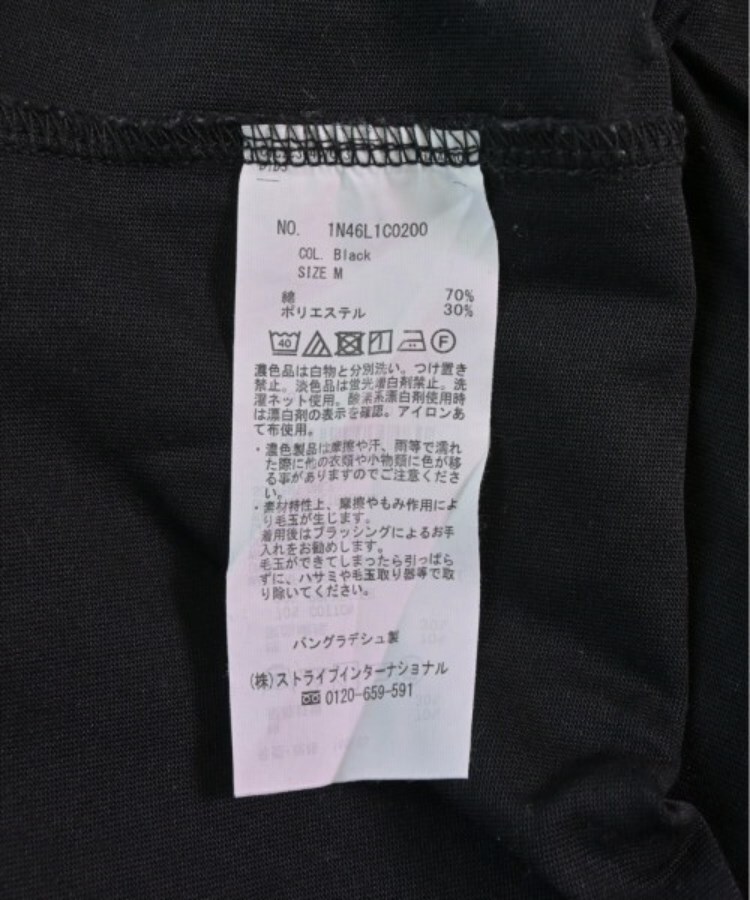 NO. 1N46L1C0200
COL. Black
SIZE M
綿 70%
ポリエステル 30%
40 F
濃色品は白物と分別洗い。つけ置き
禁止。淡色品は蛍光増白剤禁止。洗
濯ネット使用。酸素系漂白剤使用時
は漂白剤の表示を確認。アイロンあ
て布使用。
・濃色製品は摩擦や汗、雨等で濡れ
た際に他の衣類や小物類に色が移
る事がありますのでご注意くださ
い。
・素材特性上、摩擦やもみ作用によ
り毛玉が生じます。
着用後はブラッシングによるお手
入れをお勧めします。
毛玉ができてしまったら引っぱら
ずに、ハサミや毛玉取り器等で取
り除いてください。
バングラデシュ製
(株)ストライプインターナショナル
0120-659-591